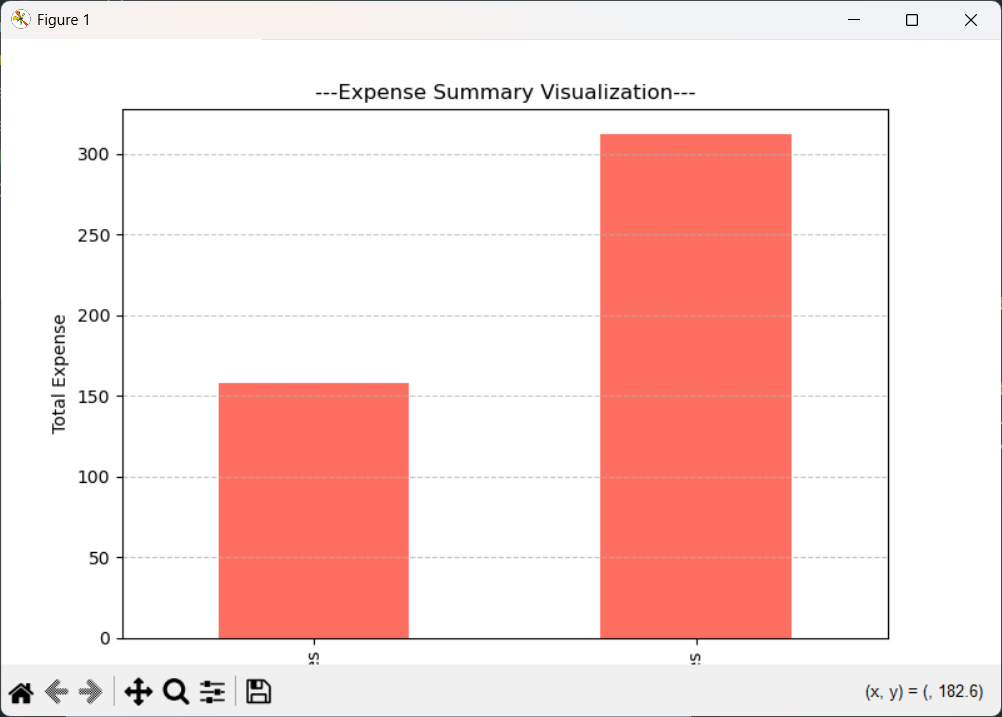 Figure 1
---Expense Summary Visualization---
300
250
200
150
100
50
0
Total Expense
(x, y) = (, 182.6)